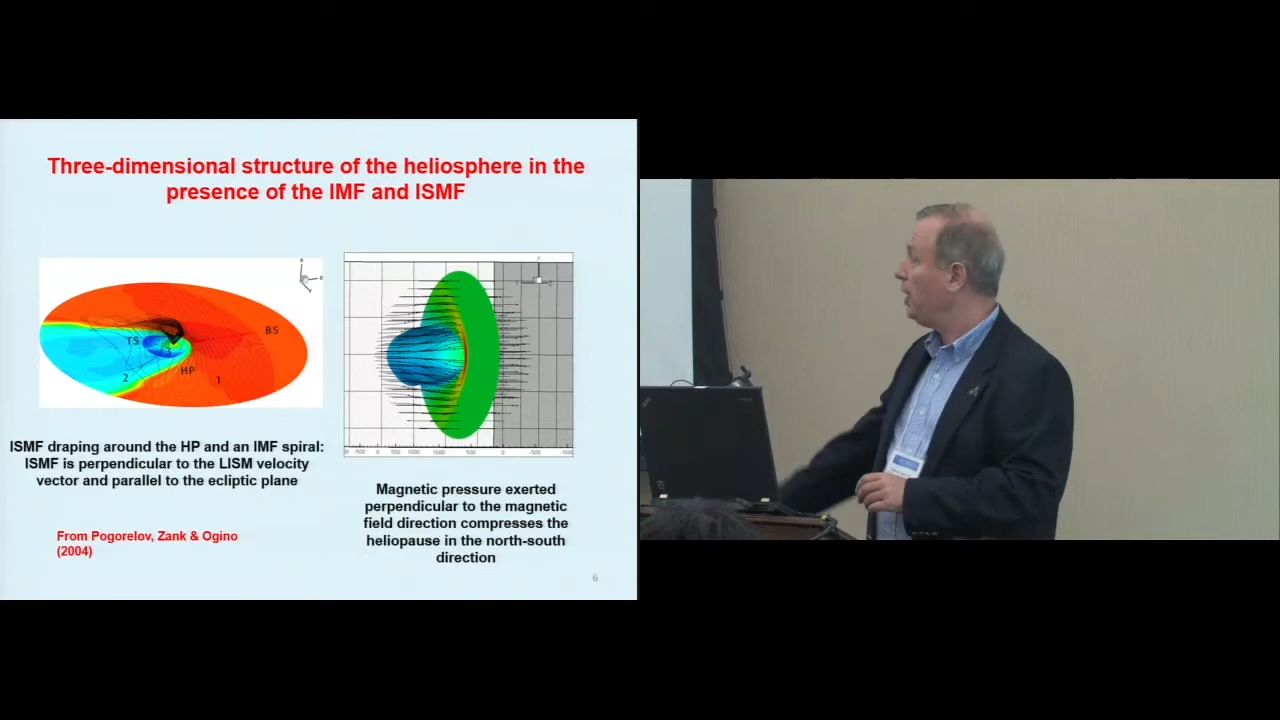 Three-dimensional structure of the heliosphere in the
presence of the IMF and ISMF
BS
TS
HP
2
1
ISMF draping around the HP and an IMF spiral:
ISMF is perpendicular to the LISM velocity
vector and parallel to the ecliptic plane
From Pogorelov, Zank & Ogino
(2004)
Magnetic pressure exerted
perpendicular to the magnetic
field direction compresses the
heliopause in the north-south
direction
6